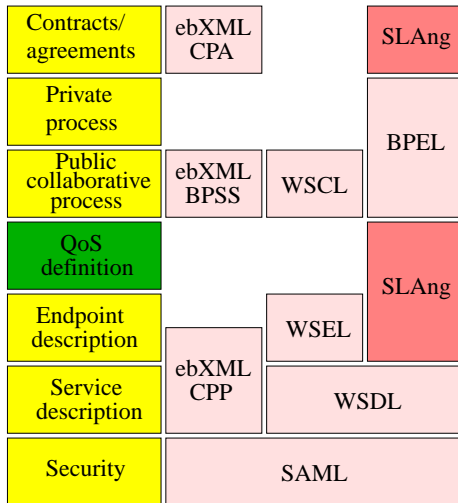 Contracts/
agreements
ebXML
CPA
SLAng
Private
process
BPEL
Public
collaborative
process
ebXML
BPSS
WSCL
QoS
definition
SLAng
Endpoint
description
WSEL
ebXML
CPP
Service
description
WSDL
Security
SAML